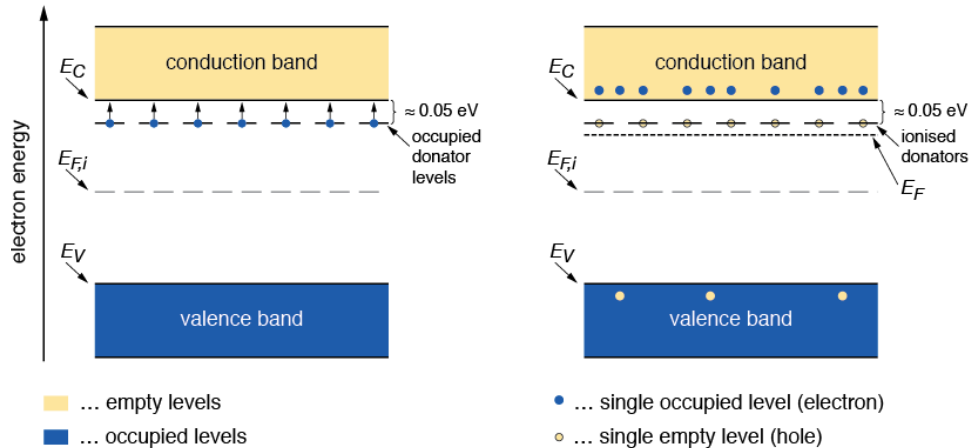 electron energy
conduction band
E_C
≈ 0.05 eV
occupied
donator
levels
E_F,i
E_V
valence band
... empty levels
... occupied levels
conduction band
E_C
≈ 0.05 eV
ionised
donators
E_F,i
E_F
E_V
valence band
... single occupied level (electron)
... single empty level (hole)